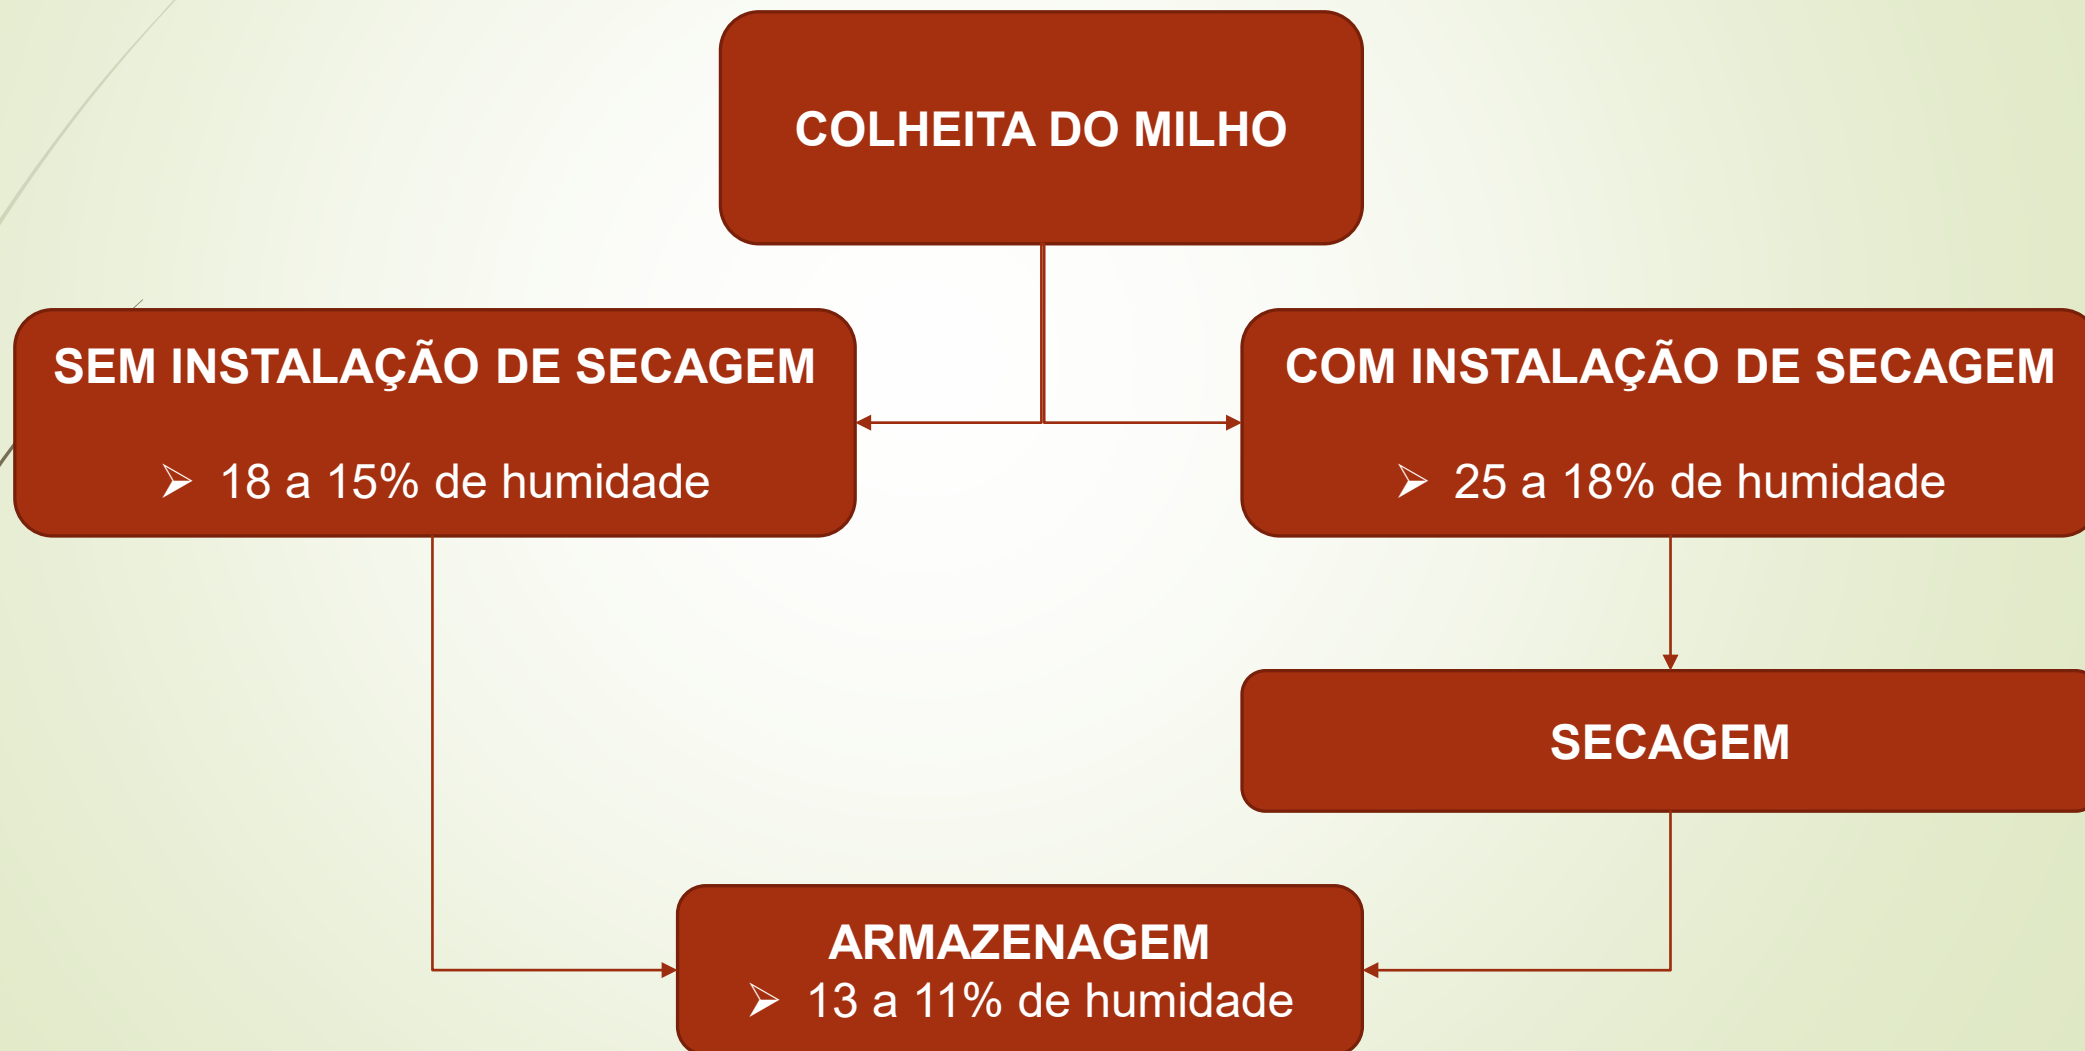 COLHEITA DO MILHO
SEM INSTALAÇÃO DE SECAGEM
➢ 18 a 15% de humidade
COM INSTALAÇÃO DE SECAGEM
➢ 25 a 18% de humidade
SECAGEM
ARMAZENAGEM
➢ 13 a 11% de humidade